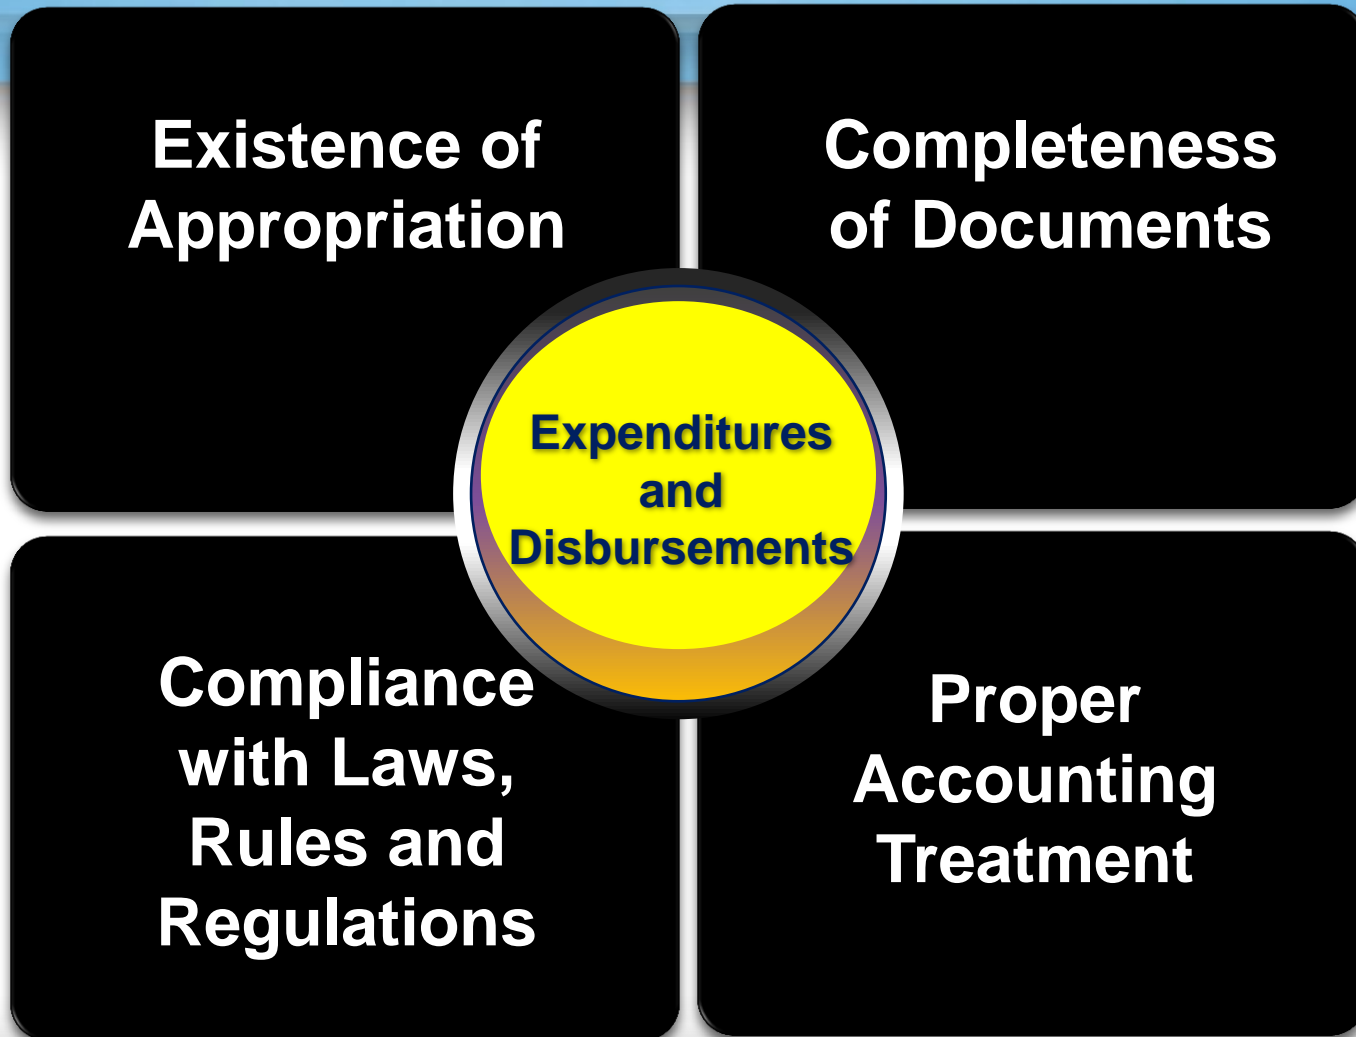 Existence of
Appropriation
Completeness
of Documents
Expenditures
and
Disbursements
Compliance
with Laws,
Rules and
Regulations
Proper
Accounting
Treatment